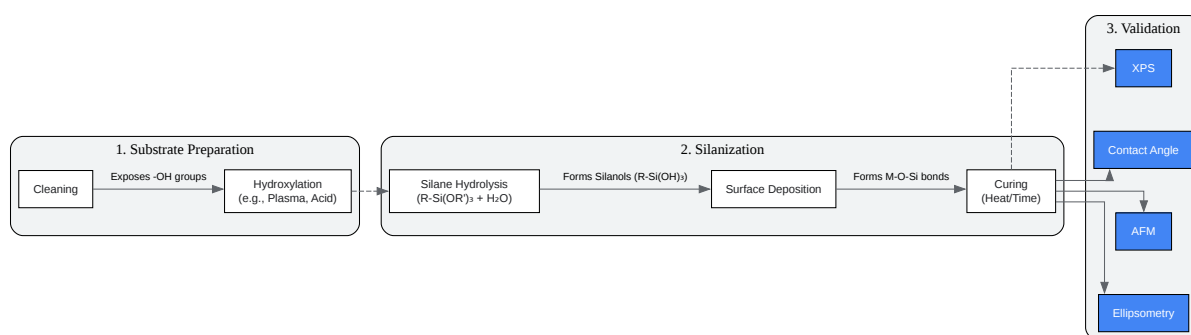 1. Substrate Preparation
Cleaning
Exposes -OH groups
Hydroxylation
(e.g., Plasma, Acid)
2. Silanization
Silane Hydrolysis
(R-Si(OR')₃ + H₂O)
Forms Silanols (R-Si(OH)₃)
Surface Deposition
Forms M-O-Si bonds
Curing
(Heat/Time)
3. Validation
XPS
Contact Angle
AFM
Ellipsometry